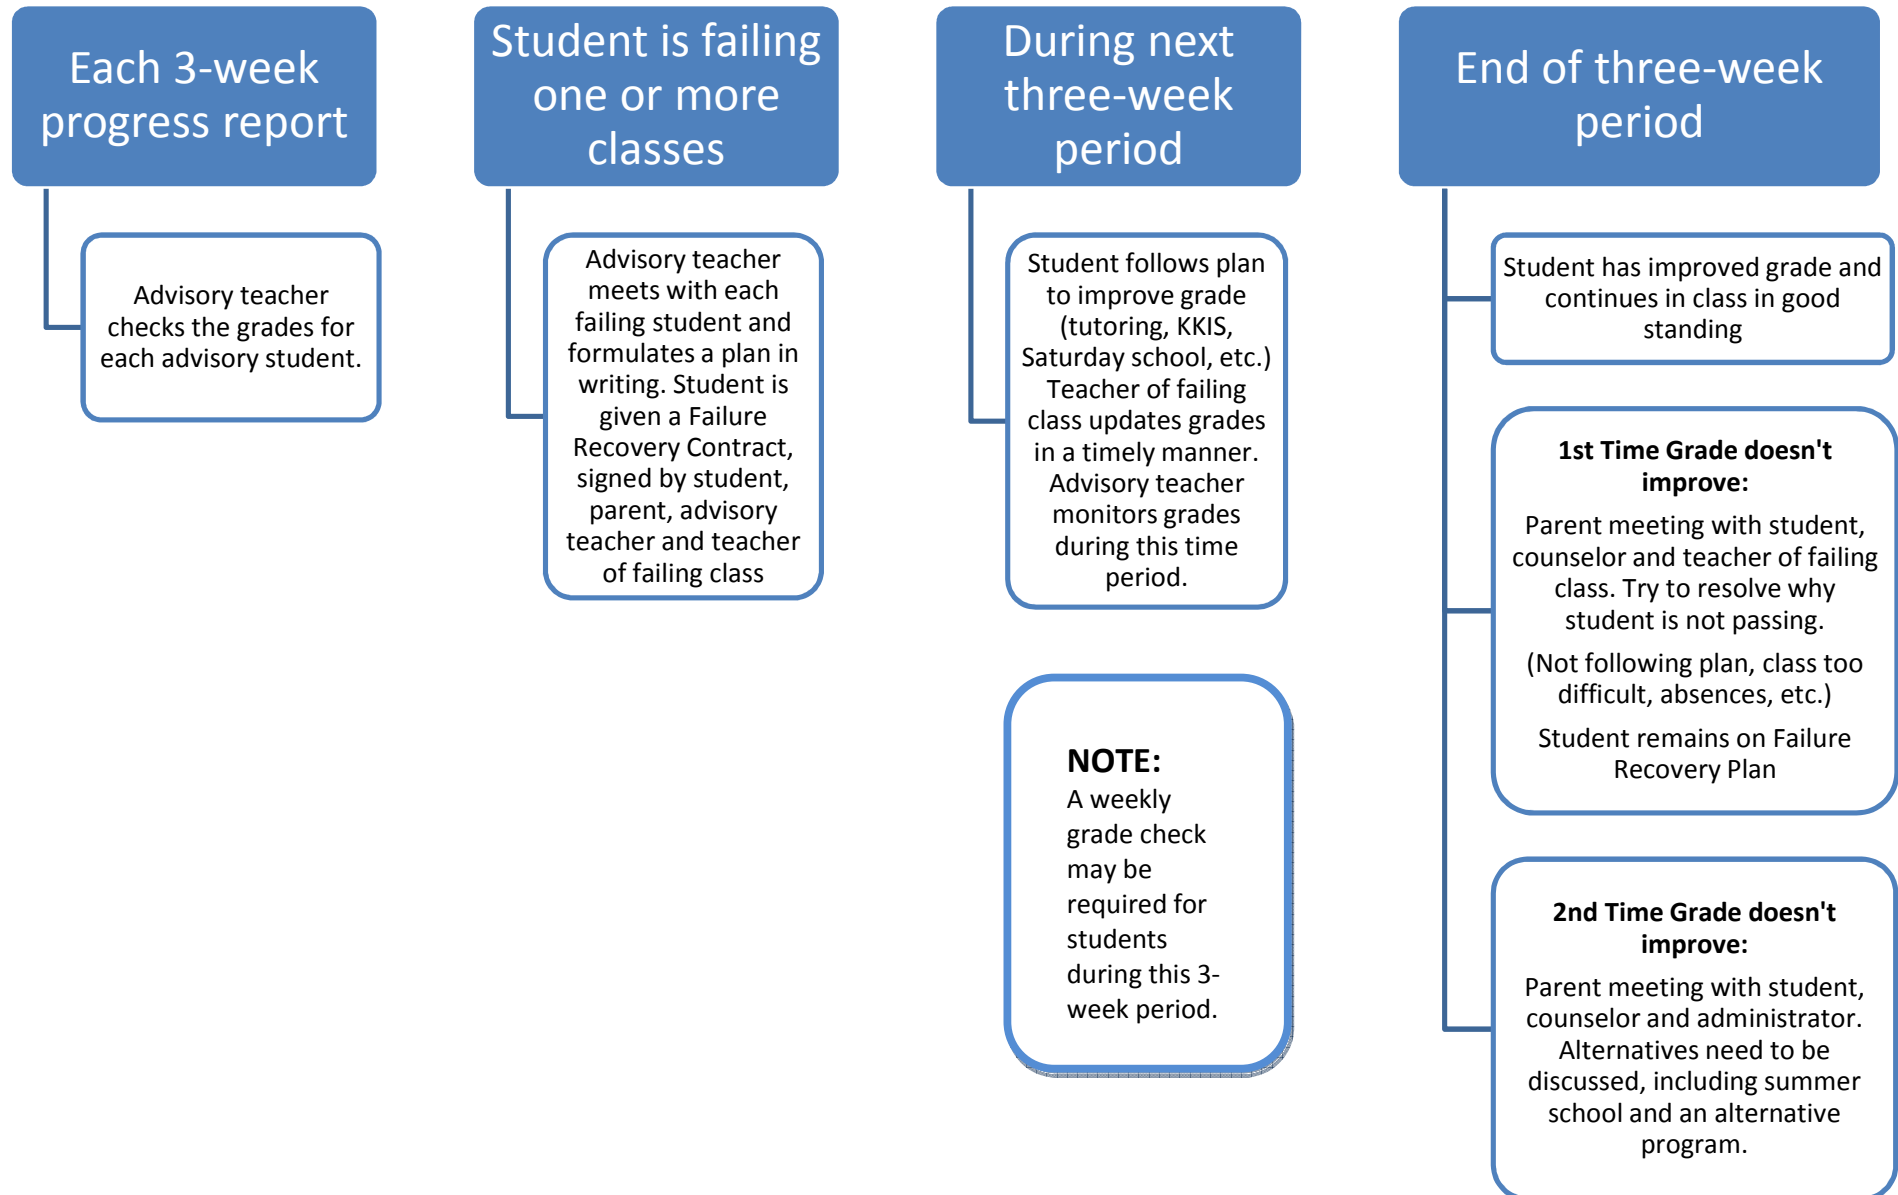 Each 3-week
progress report
Advisory teacher
checks the grades for
each advisory student.
Student is failing
one or more
classes
Advisory teacher
meets with each
failing student and
formulates a plan in
writing. Student is
given a Failure
Recovery Contract,
signed by student,
parent, advisory
teacher and teacher
of failing class
During next
three-week
period
Student follows plan
to improve grade
(tutoring, KKIS,
Saturday school, etc.)
Teacher of failing
class updates grades
in a timely manner.
Advisory teacher
monitors grades
during this time
period.
NOTE:
A weekly
grade check
may be
required for
students
during this 3-
week period.
End of three-week
period
Student has improved grade and
continues in class in good
standing
1st Time Grade doesn't
improve:
Parent meeting with student,
counselor and teacher of failing
class. Try to resolve why
student is not passing.
(Not following plan, class too
difficult, absences, etc.)
Student remains on Failure
Recovery Plan
2nd Time Grade doesn't
improve:
Parent meeting with student,
counselor and administrator.
Alternatives need to be
discussed, including summer
school and an alternative
program.